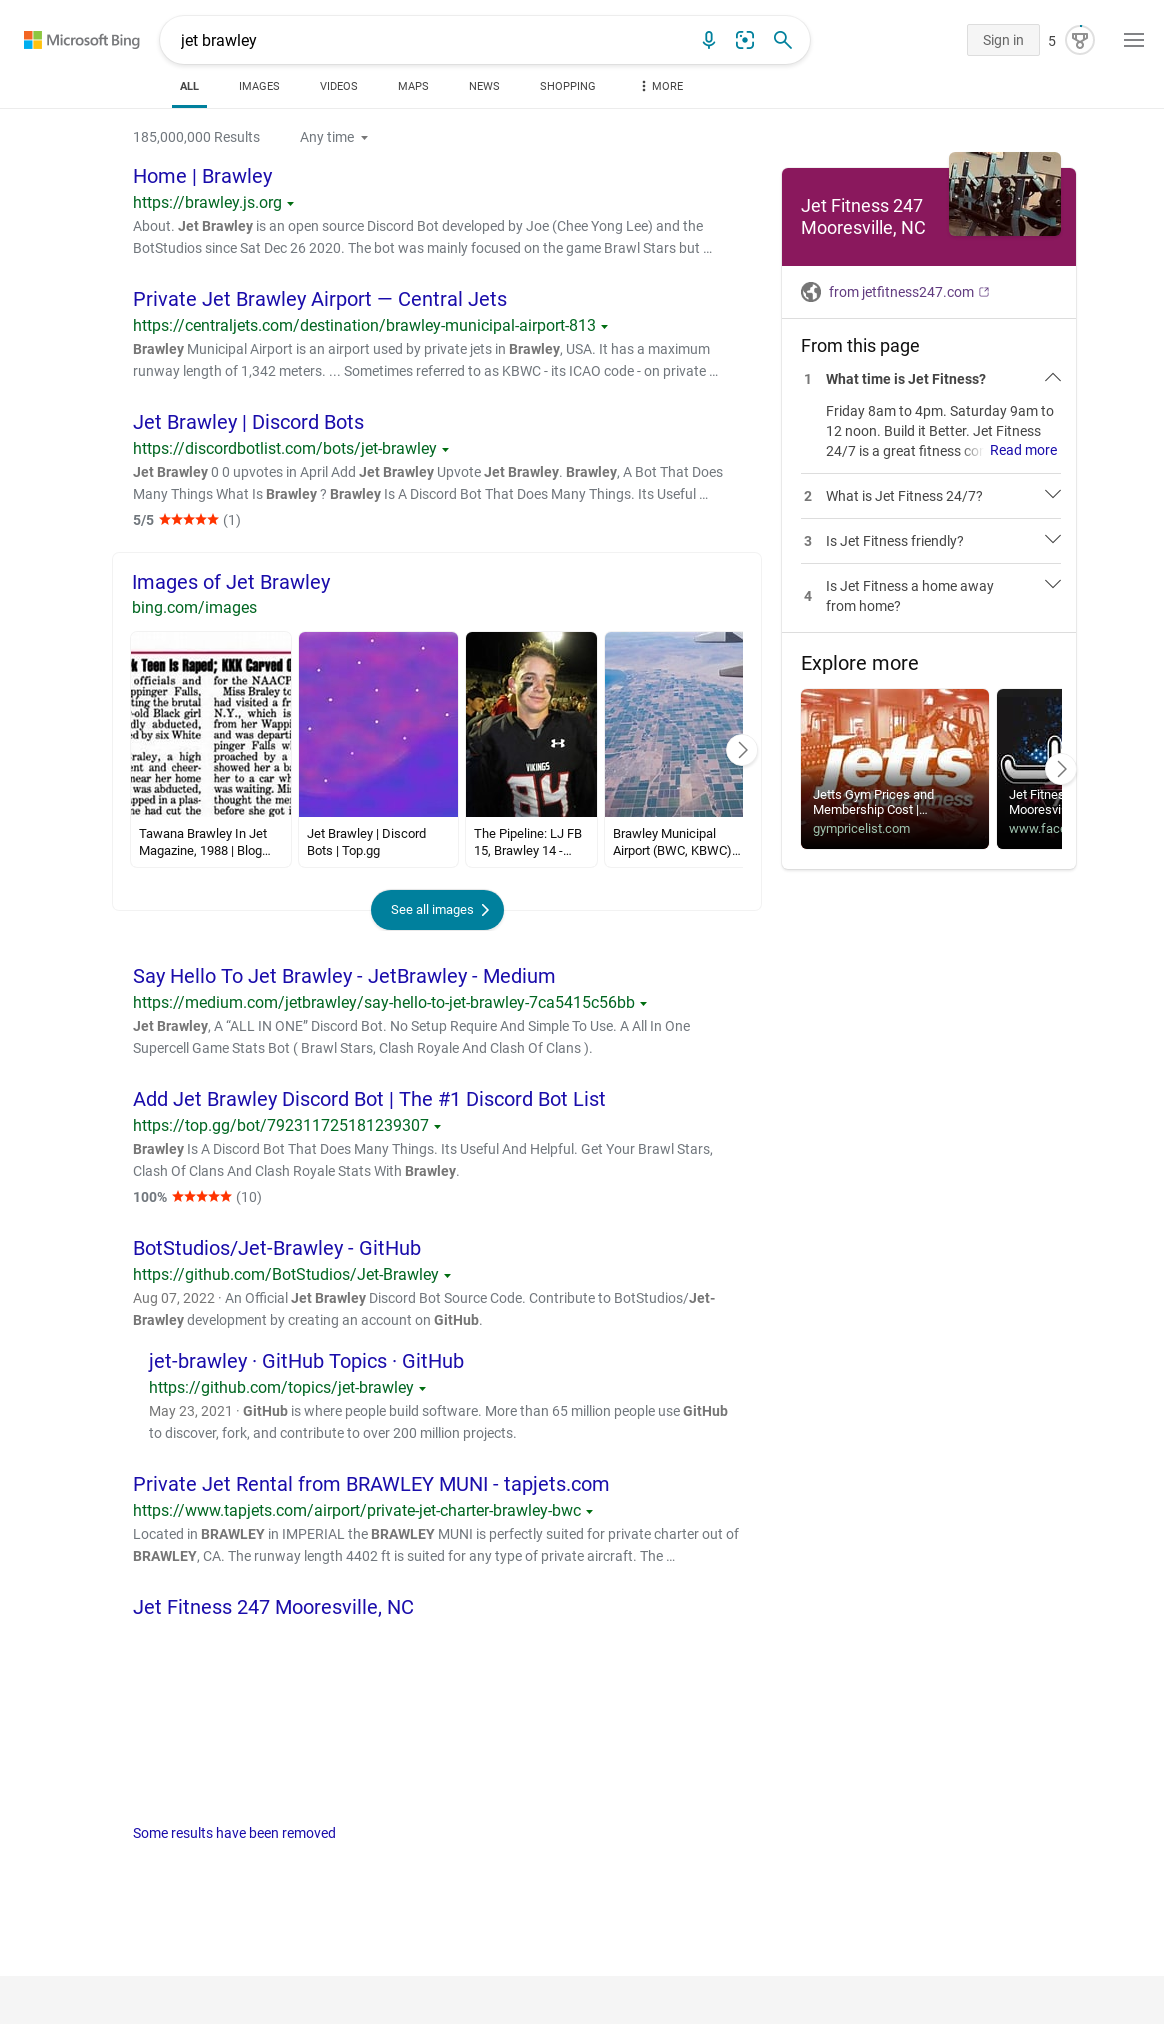 Microsoft Bing
jet brawley
Sign in
5
ALL
IMAGES
VIDEOS
MAPS
NEWS
SHOPPING
MORE
185,000,000 Results
Any time
Home | Brawley
https://brawley.js.org
About. Jet Brawley is an open source Discord Bot developed by Joe (Chee Yong Lee) and the
BotStudios since Sat Dec 26 2020. The bot was mainly focused on the game Brawl Stars but …
Private Jet Brawley Airport — Central Jets
https://centraljets.com/destination/brawley-municipal-airport-813
Brawley Municipal Airport is an airport used by private jets in Brawley, USA. It has a maximum
runway length of 1,342 meters. ... Sometimes referred to as KBWC - its ICAO code - on private …
Jet Brawley | Discord Bots
https://discordbotlist.com/bots/jet-brawley
Jet Brawley 0 0 upvotes in April Add Jet Brawley Upvote Jet Brawley. Brawley, A Bot That Does
Many Things What Is Brawley ? Brawley Is A Discord Bot That Does Many Things. Its Useful …
5/5
(1)
Images of Jet Brawley
bing.com/images
k Teen Is Raped; KKK Carved
officials and
ppinger Falls,
ting the brutal
-old Black girl
dly abducted,
ed by six White
raley, a high
ent and cheer-
near her home
was abducted,
apped in a plas-
he had cut the
for the NAACP
Miss Braley to
had visited a fr
N.Y., which is
from her Wappi
and was departi
pinger Falls wh
proached by a
showed her a ba
her to a car wh
was waiting. Mi
thought the mer
before she got i
VIKINGS
84
Tawana Brawley In Jet
Magazine, 1988 | Blog…
Jet Brawley | Discord
Bots | Top.gg
The Pipeline: LJ FB
15, Brawley 14 -…
Brawley Municipal
Airport (BWC, KBWC)…
See all images
Say Hello To Jet Brawley - JetBrawley - Medium
https://medium.com/jetbrawley/say-hello-to-jet-brawley-7ca5415c56bb
Jet Brawley, A “ALL IN ONE” Discord Bot. No Setup Require And Simple To Use. A All In One
Supercell Game Stats Bot ( Brawl Stars, Clash Royale And Clash Of Clans ).
Add Jet Brawley Discord Bot | The #1 Discord Bot List
https://top.gg/bot/792311725181239307
Brawley Is A Discord Bot That Does Many Things. Its Useful And Helpful. Get Your Brawl Stars,
Clash Of Clans And Clash Royale Stats With Brawley.
100%
(10)
BotStudios/Jet-Brawley - GitHub
https://github.com/BotStudios/Jet-Brawley
Aug 07, 2022 · An Official Jet Brawley Discord Bot Source Code. Contribute to BotStudios/Jet-
Brawley development by creating an account on GitHub.
jet-brawley · GitHub Topics · GitHub
https://github.com/topics/jet-brawley
May 23, 2021 · GitHub is where people build software. More than 65 million people use GitHub
to discover, fork, and contribute to over 200 million projects.
Private Jet Rental from BRAWLEY MUNI - tapjets.com
https://www.tapjets.com/airport/private-jet-charter-brawley-bwc
Located in BRAWLEY in IMPERIAL the BRAWLEY MUNI is perfectly suited for private charter out of
BRAWLEY, CA. The runway length 4402 ft is suited for any type of private aircraft. The …
Jet Fitness 247 Mooresville, NC
Some results have been removed
Jet Fitness 247
Mooresville, NC
from jetfitness247.com
From this page
1 What time is Jet Fitness?
Friday 8am to 4pm. Saturday 9am to
12 noon. Build it Better. Jet Fitness
24/7 is a great fitness Read more
2 What is Jet Fitness 24/7?
3 Is Jet Fitness friendly?
4 Is Jet Fitness a home away
from home?
Explore more
jetts
fitness
Jetts Gym Prices and
Membership Cost |…
gympricelist.com
Jet Fitnes
Mooresvi
www.face